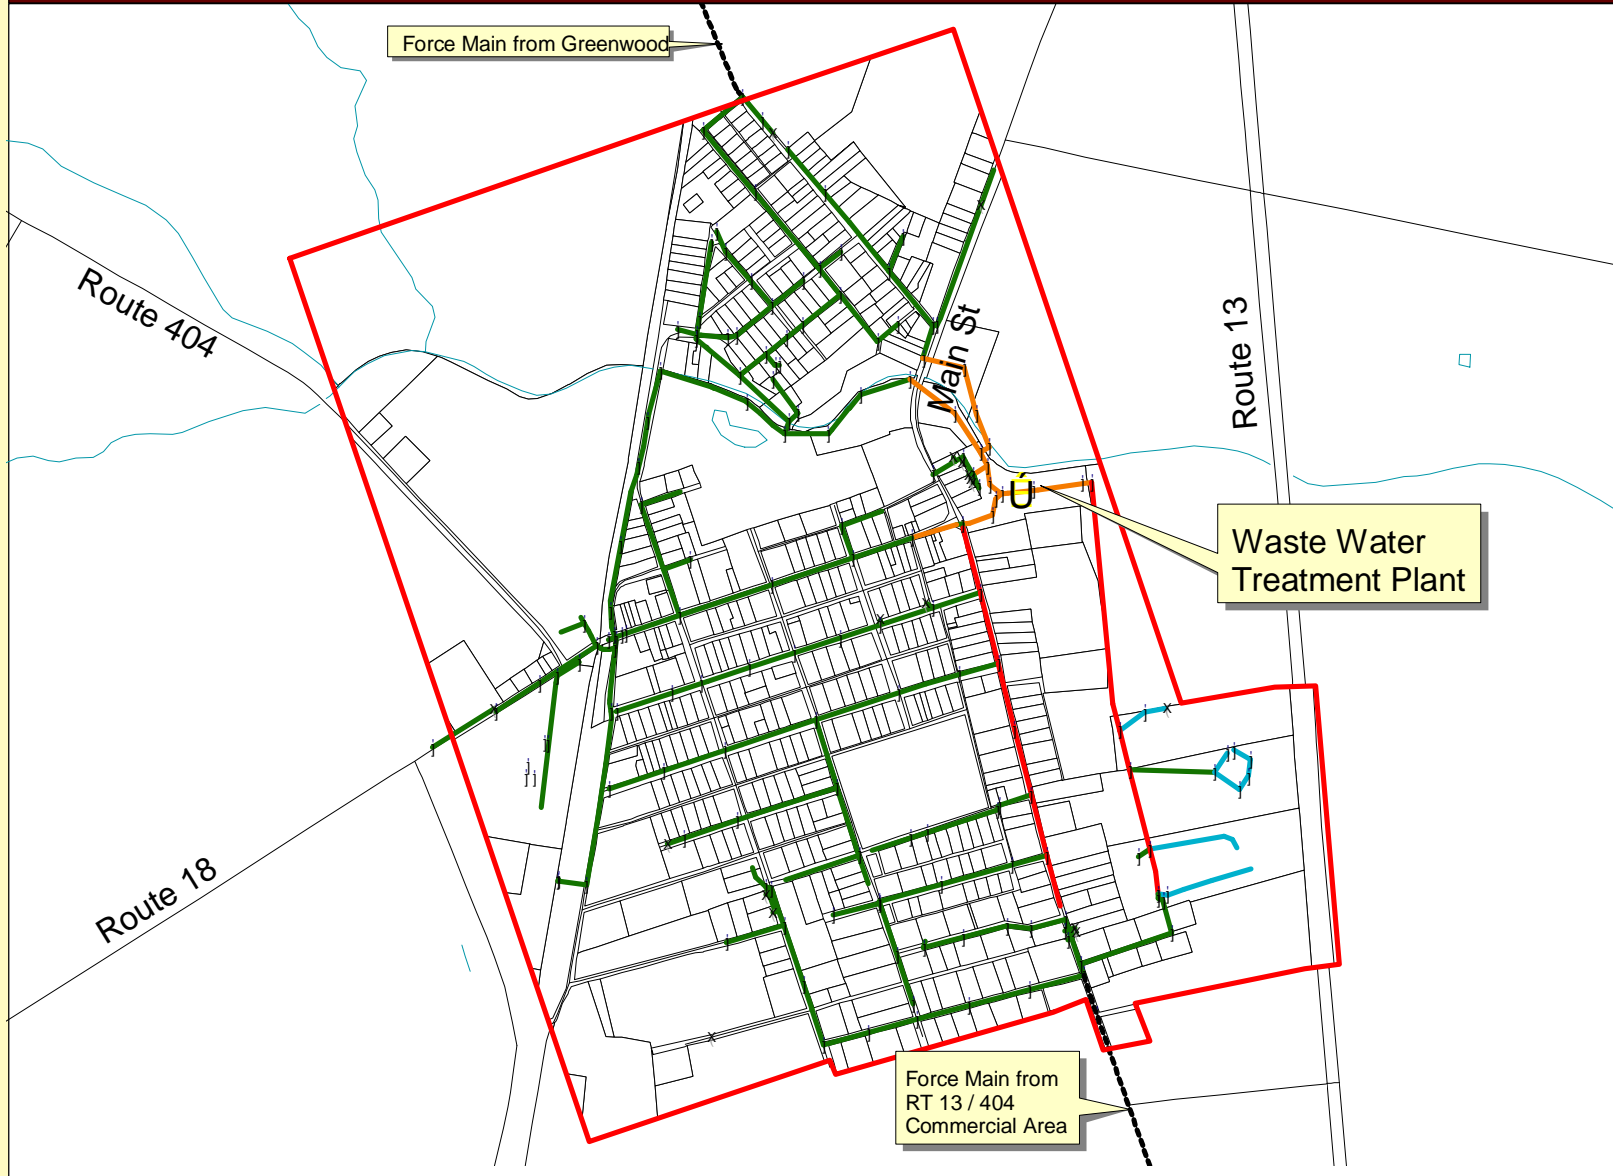 Force Main from Greenwood
Route 404
Main St
Route 13
Waste Water
Treatment Plant
Ú
Route 18
Force Main from
RT 13 / 404
Commercial Area